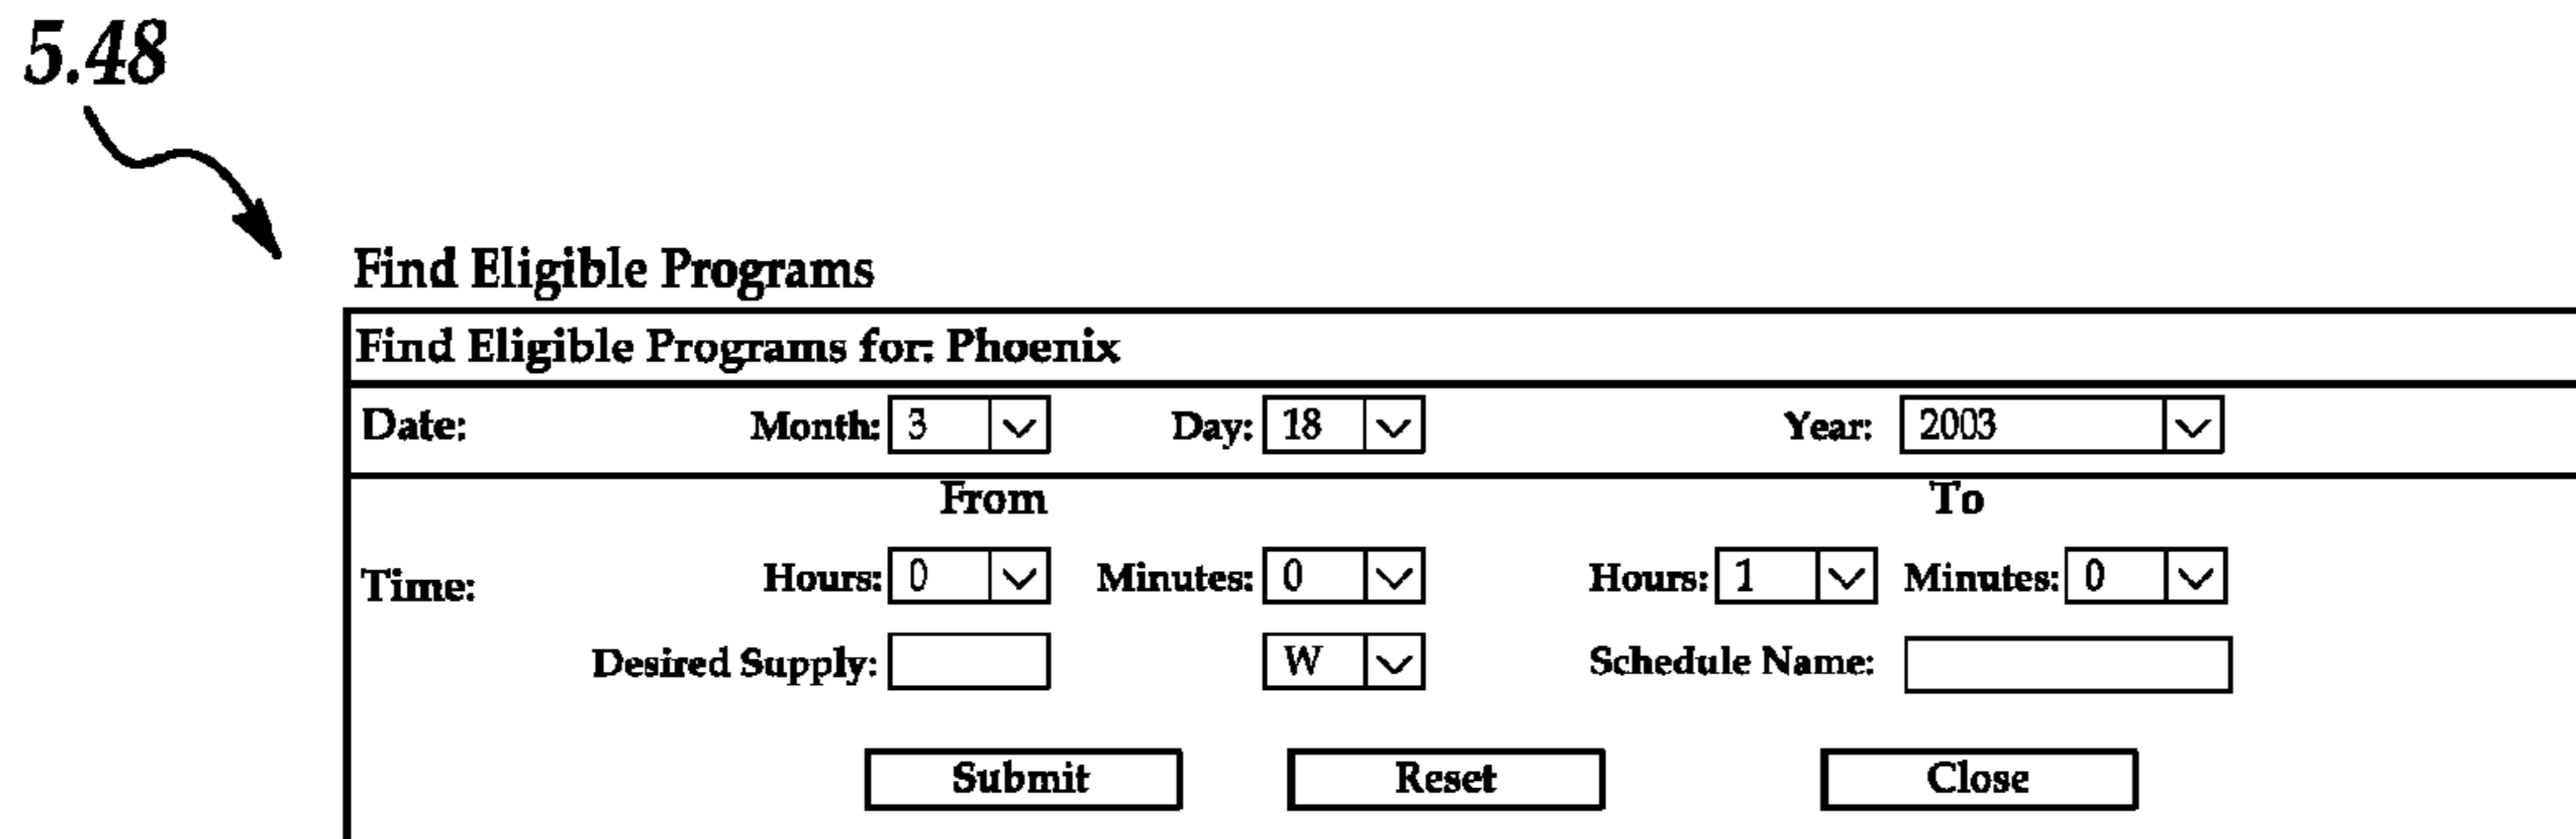 5.48
Find Eligible Programs
Find Eligible Programs for: Phoenix
Date: Month: 3 Day: 18 Year: 2003
From To
Time: Hours: 0 Minutes: 0 Hours: 1 Minutes: 0
Desired Supply: W Schedule Name:
Submit Reset Close